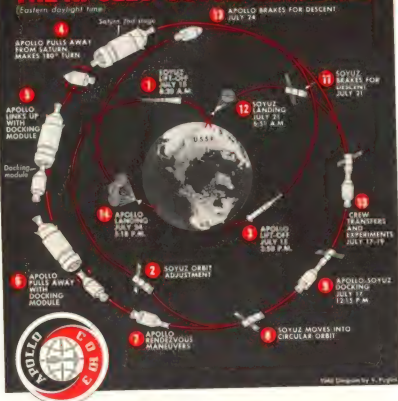 (Eastern daylight time)
Saturn 2nd stage
13 APOLLO BRAKES FOR DESCENT
JULY 24
4
APOLLO PULLS AWAY
FROM SATURN,
MAKES 180° TURN
1
SOYUZ
LIFT-OFF
JULY 15
8:20 A.M.
11
SOYUZ
BRAKES FOR
DESCENT
JULY 21
12
SOYUZ
LANDING
JULY 21
6:51 A.M.
5
APOLLO
LINKS UP
WITH
DOCKING
MODULE
U.S.S.R.
Docking
module
14 APOLLO
LANDING
JULY 24
5:18 P.M.
3 APOLLO
LIFT-OFF
JULY 15
3:50 P.M.
10
CREW
TRANSFERS
AND
EXPERIMENTS
JULY 17-19
6 APOLLO
PULLS AWAY
WITH
DOCKING
MODULE
2 SOYUZ ORBIT
ADJUSTMENT
9 APOLLO-SOYUZ
DOCKING
JULY 17
12:15 P.M.
7 APOLLO
RENDEZVOUS
MANEUVERS
8 SOYUZ MOVES INTO
CIRCULAR ORBIT
APOLLO
СОЮЗ
Diagram by